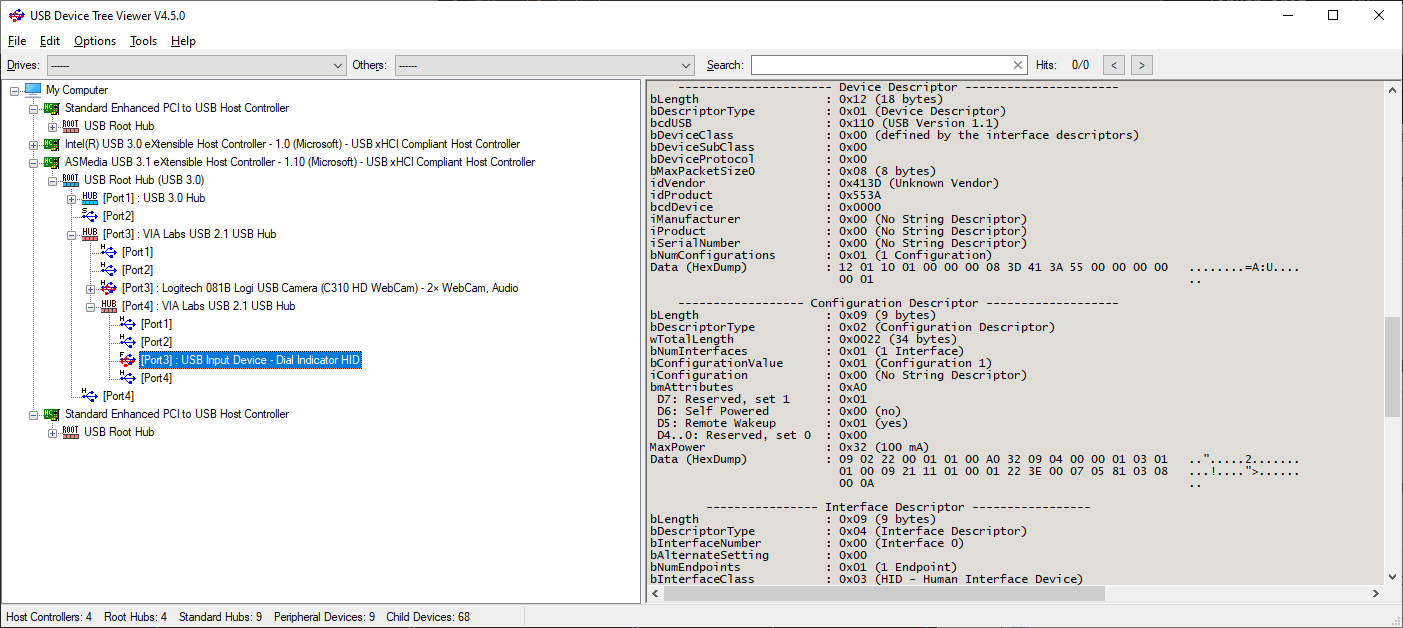 USB Device Tree Viewer V4.5.0
File Edit Options Tools Help
Drives: ------ Others: ------ Search: Hits: 0/0 < >
My Computer
Standard Enhanced PCI to USB Host Controller
USB Root Hub
Intel(R) USB 3.0 eXtensible Host Controller - 1.0 (Microsoft) - USB xHCI Compliant Host Controller
ASMedia USB 3.1 eXtensible Host Controller - 1.10 (Microsoft) - USB xHCI Compliant Host Controller
USB Root Hub (USB 3.0)
[Port1] : USB 3.0 Hub
[Port2]
[Port3] : VIA Labs USB 2.1 USB Hub
[Port1]
[Port2]
[Port3] : Logitech 081B Logi USB Camera (C310 HD WebCam) - 2× WebCam, Audio
[Port4] : VIA Labs USB 2.1 USB Hub
[Port1]
[Port2]
[Port3] : USB Input Device - Dial Indicator HID
[Port4]
[Port4]
Standard Enhanced PCI to USB Host Controller
USB Root Hub
---------------------- Device Descriptor ----------------------
bLength : 0x12 (18 bytes)
bDescriptorType : 0x01 (Device Descriptor)
bcdUSB : 0x110 (USB Version 1.1)
bDeviceClass : 0x00 (defined by the interface descriptors)
bDeviceSubClass : 0x00
bDeviceProtocol : 0x00
bMaxPacketSize0 : 0x08 (8 bytes)
idVendor : 0x413D (Unknown Vendor)
idProduct : 0x553A
bcdDevice : 0x0000
iManufacturer : 0x00 (No String Descriptor)
iProduct : 0x00 (No String Descriptor)
iSerialNumber : 0x00 (No String Descriptor)
bNumConfigurations : 0x01 (1 Configuration)
Data (HexDump) : 12 01 10 01 00 00 00 08 3D 41 3A 55 00 00 00 00 ........=A:U....
00 01 ..
------------------ Configuration Descriptor -------------------
bLength : 0x09 (9 bytes)
bDescriptorType : 0x02 (Configuration Descriptor)
wTotalLength : 0x0022 (34 bytes)
bNumInterfaces : 0x01 (1 Interface)
bConfigurationValue : 0x01 (Configuration 1)
iConfiguration : 0x00 (No String Descriptor)
bmAttributes : 0xA0
D7: Reserved, set 1 : 0x01
D6: Self Powered : 0x00 (no)
D5: Remote Wakeup : 0x01 (yes)
D4..0: Reserved, set 0 : 0x00
MaxPower : 0x32 (100 mA)
Data (HexDump) : 09 02 22 00 01 01 00 A0 32 09 04 00 00 01 03 01 ..".....2.......
01 00 09 21 11 01 00 01 22 3E 00 07 05 81 03 08 ...!....">......
00 0A ..
---------------- Interface Descriptor -----------------
bLength : 0x09 (9 bytes)
bDescriptorType : 0x04 (Interface Descriptor)
bInterfaceNumber : 0x00 (Interface 0)
bAlternateSetting : 0x00
bNumEndpoints : 0x01 (1 Endpoint)
bInterfaceClass : 0x03 (HID - Human Interface Device)
Host Controllers: 4 Root Hubs: 4 Standard Hubs: 9 Peripheral Devices: 9 Child Devices: 68